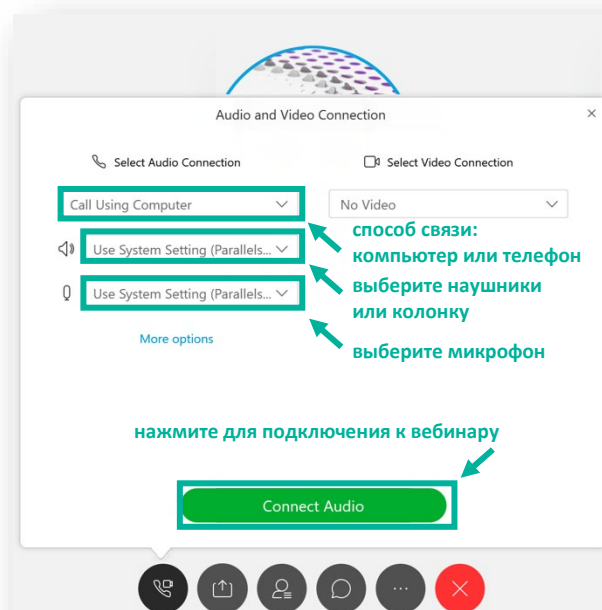 Audio and Video Connection
Select Audio Connection
Select Video Connection
Call Using Computer
No Video
способ связи:
компьютер или телефон
Use System Setting (Parallels...
выберите наушники
или колонку
Use System Setting (Parallels...
More options
выберите микрофон
нажмите для подключения к вебинару
Connect Audio